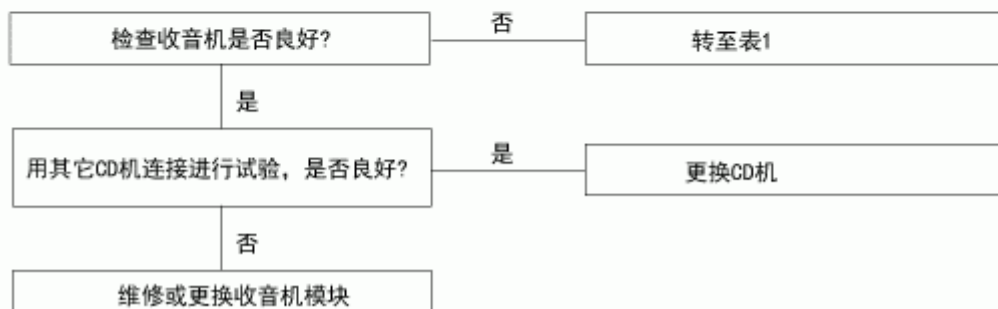 检查收音机是否良好?
否
转至表1
是
用其它CD机连接进行试验，是否良好?
是
更换CD机
否
维修或更换收音机模块